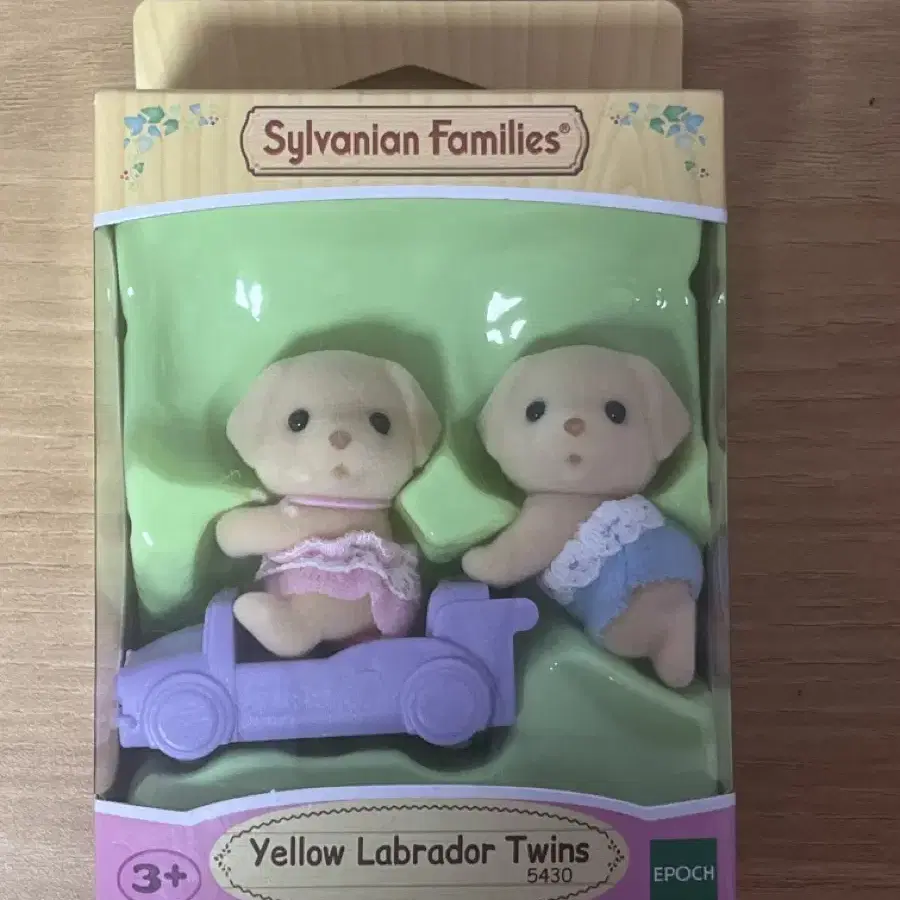 Sylvanian Families®
Yellow Labrador Twins
5430
3+
EPOCH